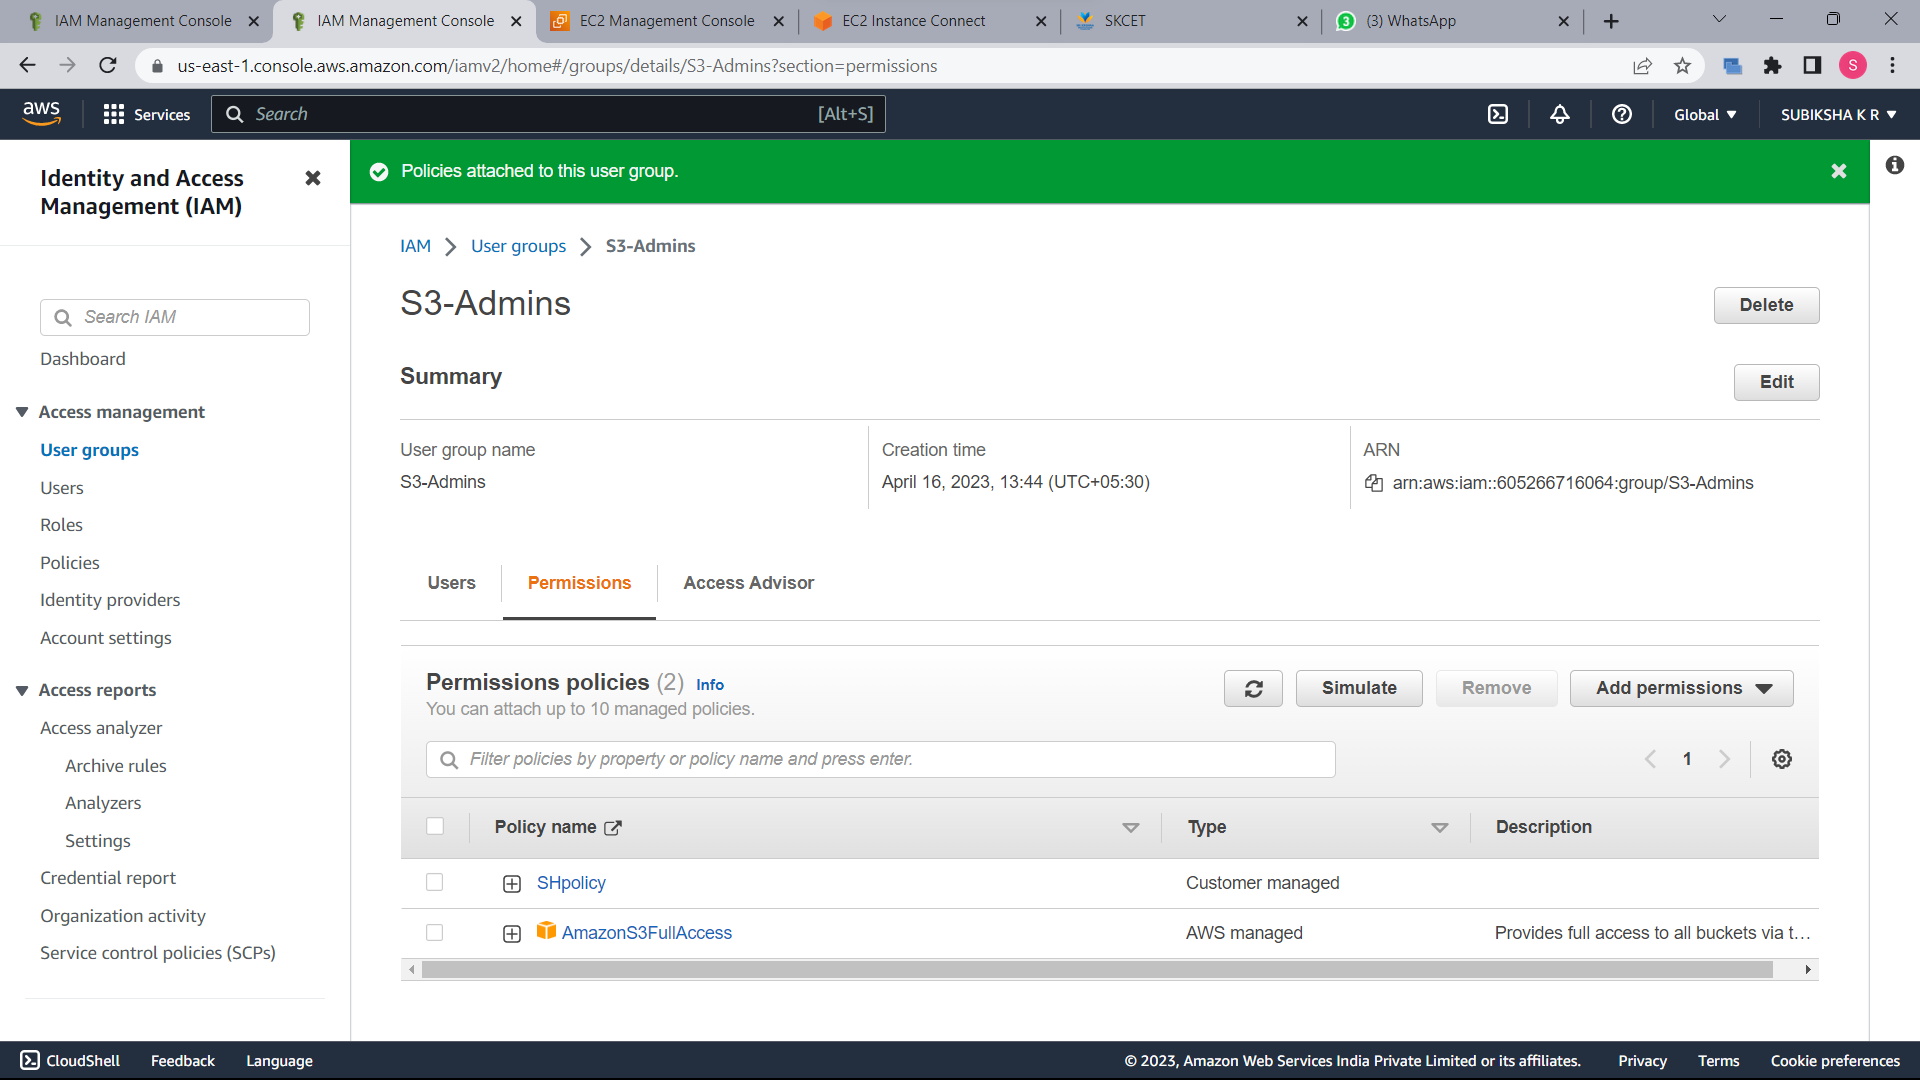 IAM Management Console
IAM Management Console
EC2 Management Console
EC2 Instance Connect
SKCET
3 (3) WhatsApp
us-east-1.console.aws.amazon.com/iamv2/home#/groups/details/S3-Admins?section=permissions
S
aws
Services
Search
[Alt+S]
Global
SUBIKSHA K R
Identity and Access
Management (IAM)
Search IAM
Dashboard
Access management
User groups
Users
Roles
Policies
Identity providers
Account settings
Access reports
Access analyzer
Archive rules
Analyzers
Settings
Credential report
Organization activity
Service control policies (SCPs)
Policies attached to this user group.
IAM
User groups
S3-Admins
S3-Admins
Delete
Summary
Edit
User group name
S3-Admins
Creation time
April 16, 2023, 13:44 (UTC+05:30)
ARN
arn:aws:iam::605266716064:group/S3-Admins
Users
Permissions
Access Advisor
Permissions policies (2) Info
You can attach up to 10 managed policies.
Simulate
Remove
Add permissions
Filter policies by property or policy name and press enter.
1
Policy name
Type
Description
SHpolicy
Customer managed
AmazonS3FullAccess
AWS managed
Provides full access to all buckets via t...
CloudShell
Feedback
Language
© 2023, Amazon Web Services India Private Limited or its affiliates.
Privacy
Terms
Cookie preferences